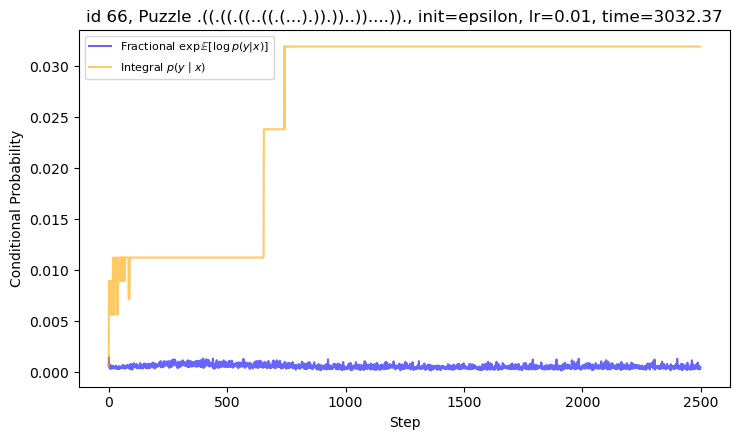 id 66, Puzzle .((.((.((..((.(...).)).))..))....))., init=epsilon, lr=0.01, time=3032.37
Fractional exp𝔼[log p(y|x)]
Integral p(y | x)
Conditional Probability
0.030
0.025
0.020
0.015
0.010
0.005
0.000
0 500 1000 1500 2000 2500
Step